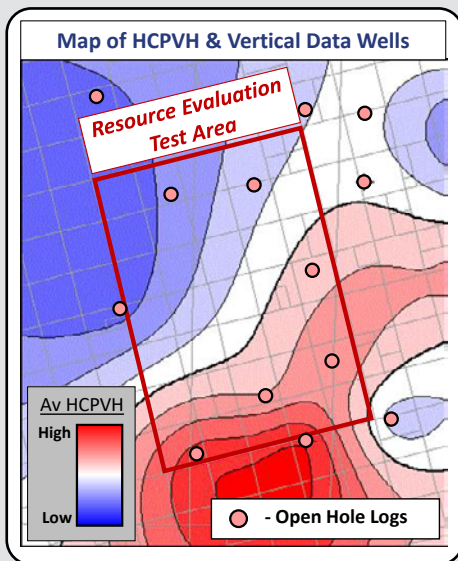 Map of HCPVH & Vertical Data Wells
Resource Evaluation
Test Area
Av HCPVH
High
Low
- Open Hole Logs